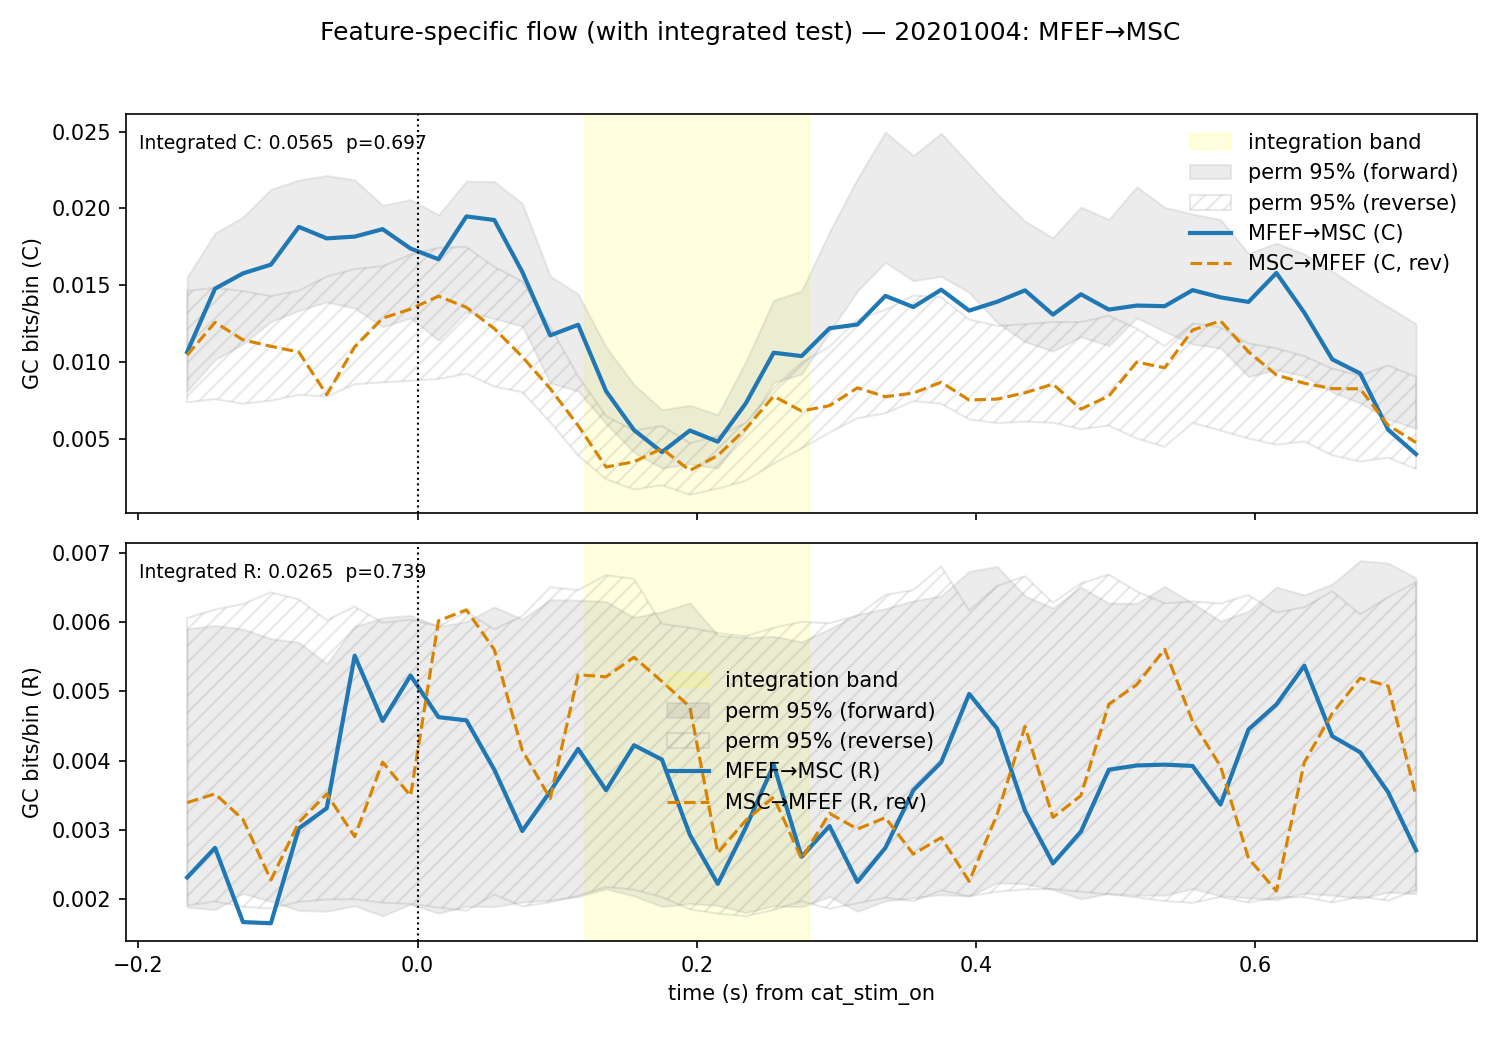 Feature-specific flow (with integrated test) — 20201004: MFEF→MSC
Integrated C: 0.0565  p=0.697
integration band
perm 95% (forward)
perm 95% (reverse)
MFEF→MSC (C)
MSC→MFEF (C, rev)
GC bits/bin (C)
0.025
0.020
0.015
0.010
0.005
Integrated R: 0.0265  p=0.739
integration band
perm 95% (forward)
perm 95% (reverse)
MFEF→MSC (R)
MSC→MFEF (R, rev)
GC bits/bin (R)
0.007
0.006
0.005
0.004
0.003
0.002
−0.2 0.0 0.2 0.4 0.6
time (s) from cat_stim_on